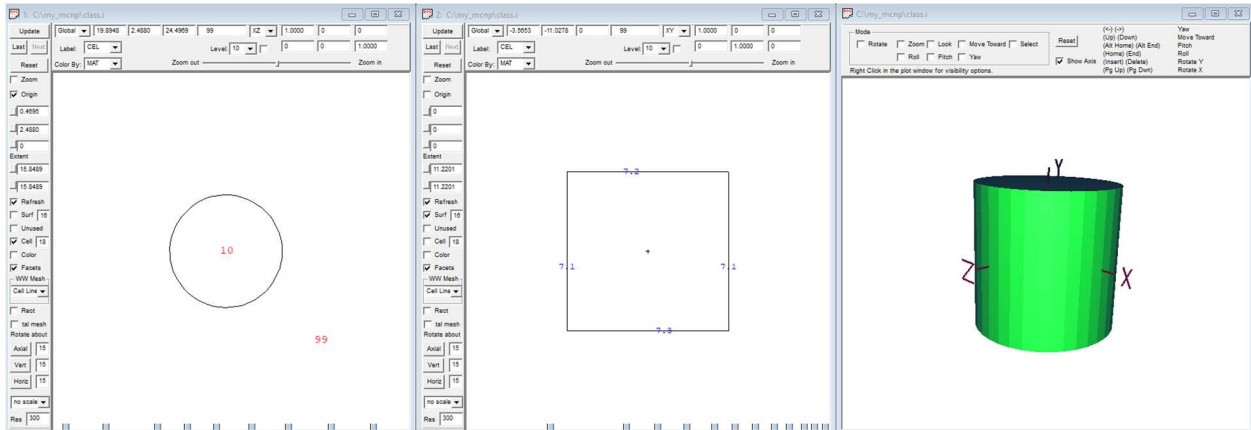 1: C:\my_mcnp\class.i
Update Global 19.8948 2.4880 24.4969 99 XZ 1.0000 0 0
Last Next Label: CEL Level: 10 0 0 1.0000
Reset Color By: MAT Zoom out Zoom in
Zoom
Origin
0.4695
2.4880
0
Extent
15.8489
15.8489
Refresh
Surf 16
Unused
Cell 18
Color
Facets
WW Mesh
Cell Line
Rect
tal mesh
Rotate about
Axial 15
Vert 15
Horiz 15
no scale
Res 300
10
99
2: C:\my_mcnp\class.i
Update Global -3.5653 -11.0278 0 99 XY 1.0000 0 0
Last Next Label: CEL Level: 10 0 1.0000 0
Reset Color By: MAT Zoom out Zoom in
Zoom
Origin
0
0
0
Extent
11.2201
11.2201
Refresh
Surf 16
Unused
Cell 18
Color
Facets
WW Mesh
Cell Line
Rect
tal mesh
Rotate about
Axial 15
Vert 15
Horiz 15
no scale
Res 300
7.2
7.1 7.1
7.3
C:\my_mcnp\class.i
Mode
Rotate Zoom Look Move Toward Select
Roll Pitch Yaw
Right Click in the plot window for visibility options.
Reset
Show Axis
(<-) (->) Yaw
(Up) (Down) Move Toward
(Alt Home) (Alt End) Pitch
(Home) (End) Roll
(Insert) (Delete) Rotate Y
(Pg Up) (Pg Dwn) Rotate X
Y
Z X